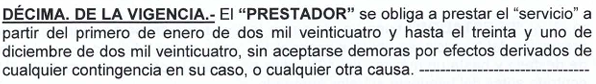 DÉCIMA. DE LA VIGENCIA.- El “PRESTADOR” se obliga a prestar el “servicio” a
partir del primero de enero de dos mil veinticuatro y hasta el treinta y uno de
diciembre de dos mil veinticuatro, sin aceptarse demoras por efectos derivados de
cualquier contingencia en su caso, o cualquier otra causa. -------------------------------